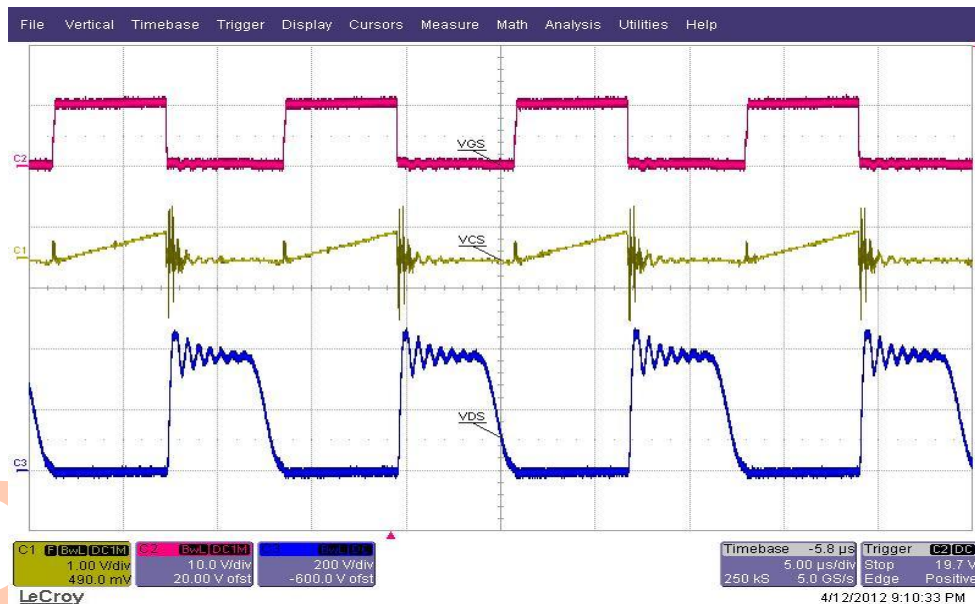 File Vertical Timebase Trigger Display Cursors Measure Math Analysis Utilities Help
C2
VGS
C1
VCS
VDS
C3
C1 F BwL DC1M
1.00 V/div
490.0 mV
C2 BwL DC1M
10.0 V/div
20.00 V ofst
200 V/div
-600.0 V ofst
Timebase -5.8 µs
5.00 µs/div
250 kS 5.0 GS/s
Trigger C2 DC
Stop 19.7 V
Edge Positive
LeCroy
4/12/2012 9:10:33 PM